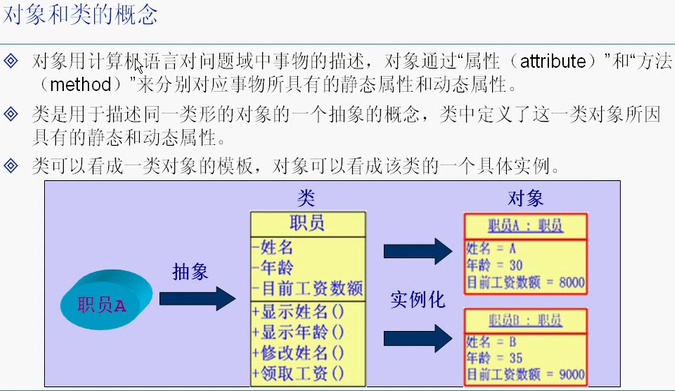 对象和类的概念
对象用计算机语言对问题域中事物的描述，对象通过“属性（attribute）”和“方法
（method）”来分别对应事物所具有的静态属性和动态属性。
类是用于描述同一类形的对象的一个抽象的概念，类中定义了这一类对象所因
具有的静态和动态属性。
类可以看成一类对象的模板，对象可以看成该类的一个具体实例。
类
对象
职员A
抽象
职员
-姓名
-年龄
-目前工资数额
+显示姓名()
+显示年龄()
+修改姓名()
+领取工资()
实例化
职员A : 职员
姓名 = A
年龄 = 30
目前工资数额 = 8000
职员B : 职员
姓名 = B
年龄 = 35
目前工资数额 = 9000